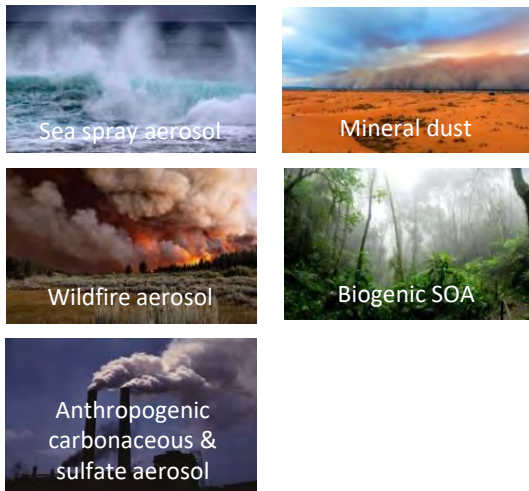 Sea spray aerosol
Mineral dust
Wildfire aerosol
Biogenic SOA
Anthropogenic
carbonaceous &
sulfate aerosol